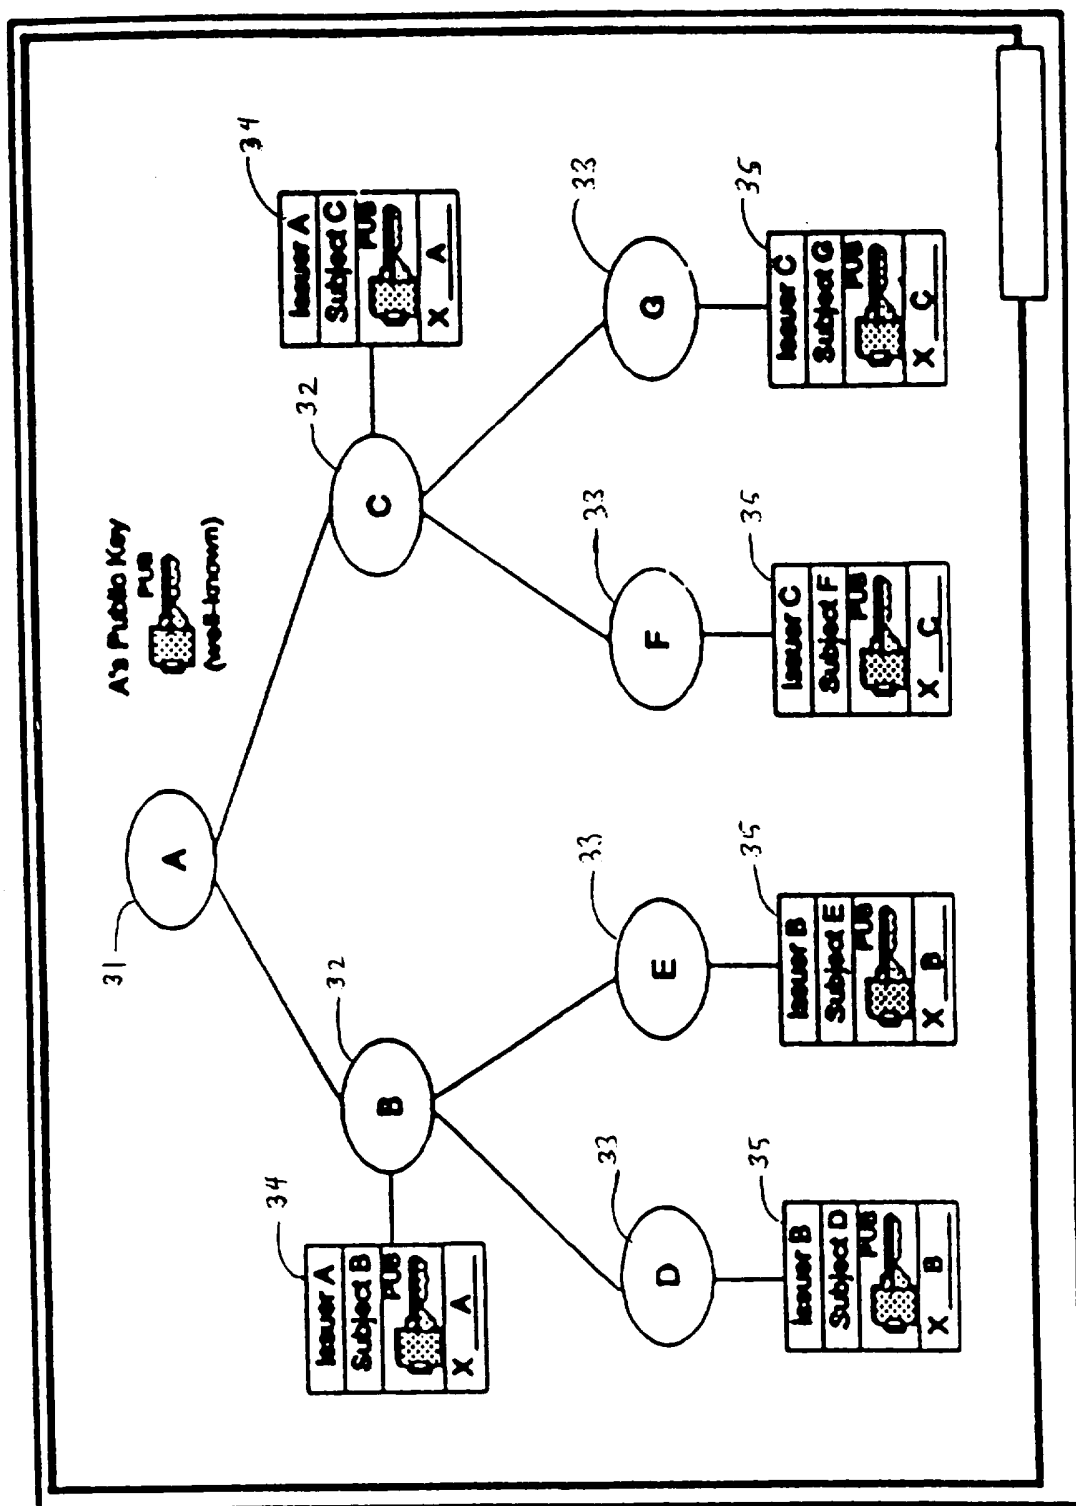 A's Public Key
PUB
(well-known)
31
A
34
Issuer A
Subject B
PUB
X A
32
B
32
C
34
Issuer A
Subject C
PUB
X A
33
D
33
E
33
F
33
G
35
Issuer B
Subject D
PUB
X B
35
Issuer B
Subject E
PUB
X B
35
Issuer C
Subject F
PUB
X C
35
Issuer C
Subject G
PUB
X C